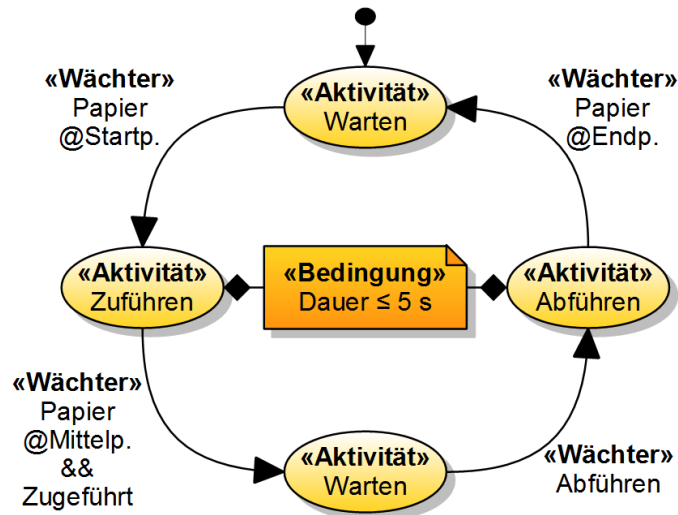 «Aktivität»
Warten
«Wächter»
Papier
@Startp.
«Wächter»
Papier
@Endp.
«Aktivität»
Zuführen
«Bedingung»
Dauer ≤ 5 s
«Aktivität»
Abführen
«Wächter»
Papier
@Mittelp.
&&
Zugeführt
«Aktivität»
Warten
«Wächter»
Abführen